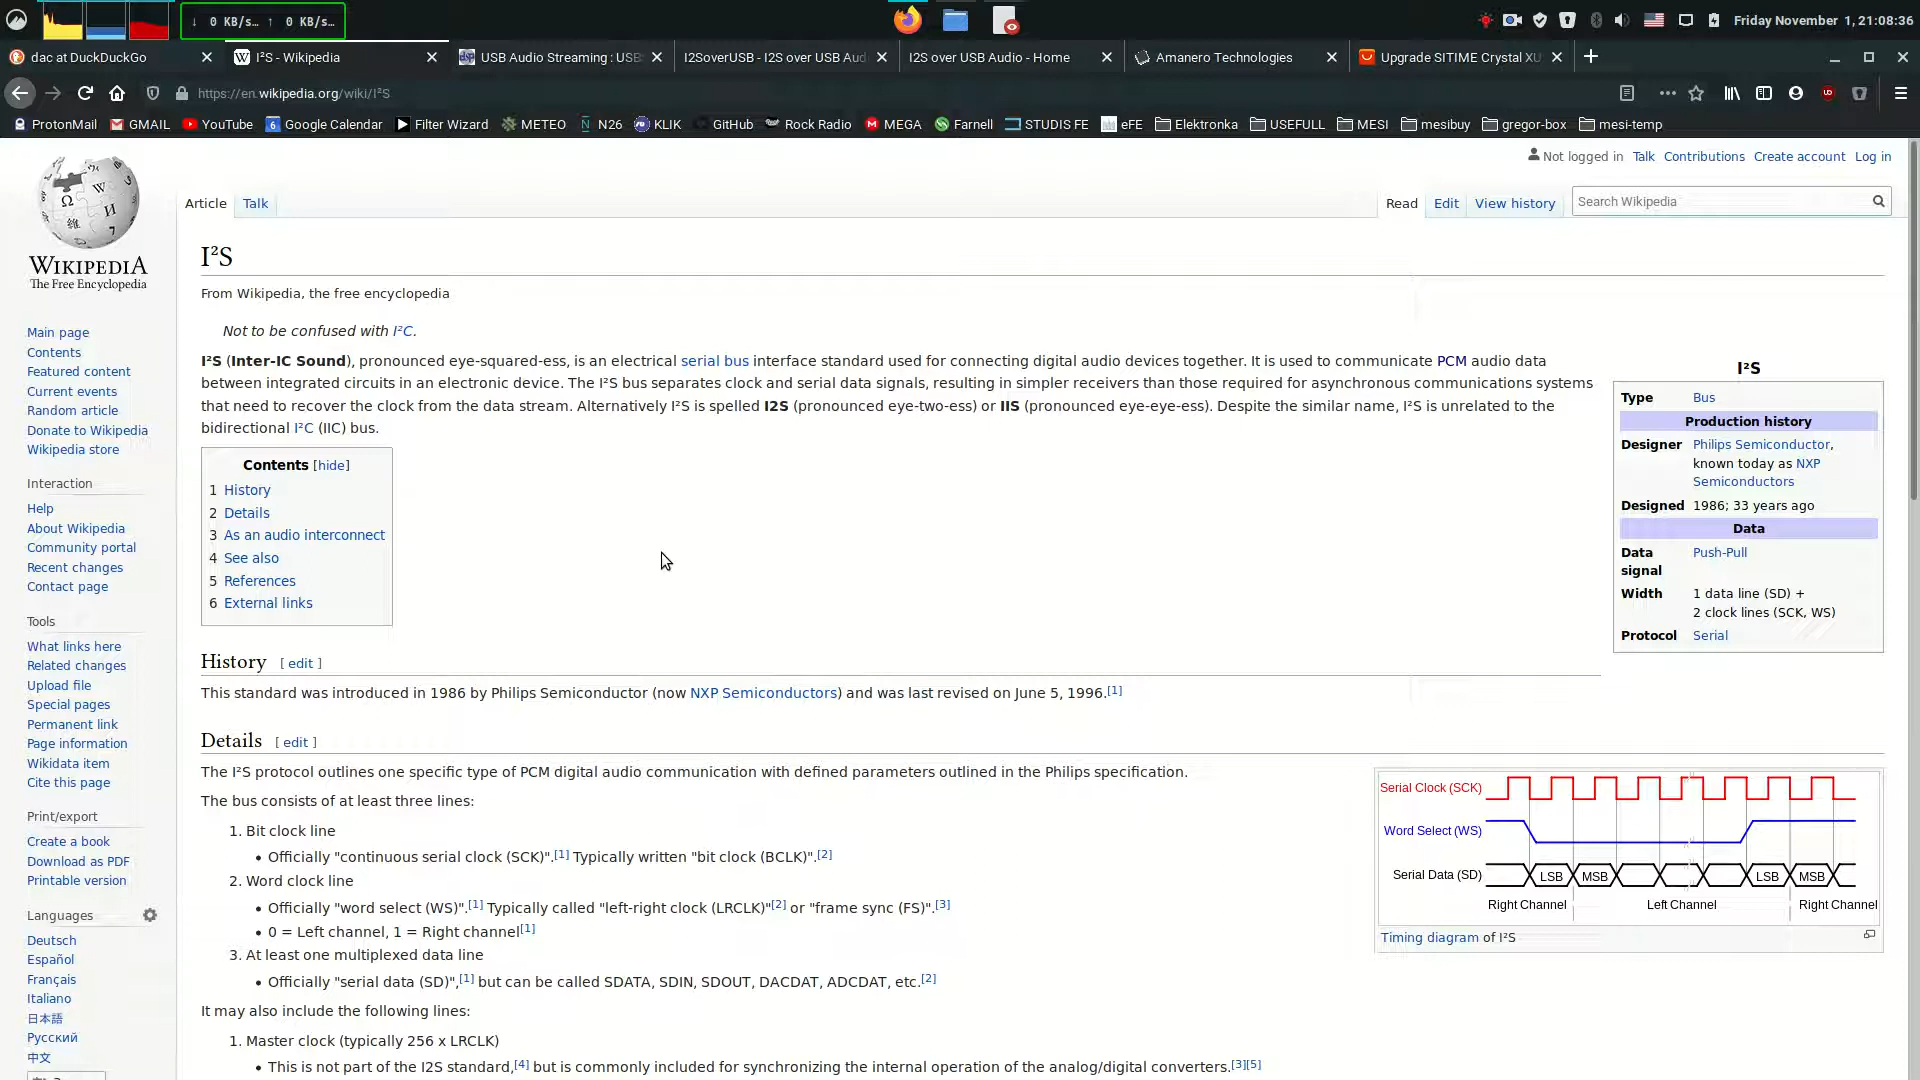 ↓ 0 KB/s… ↑ 0 KB/s…
Friday November 1, 21:08:36
dac at DuckDuckGo
I²S - Wikipedia
USB Audio Streaming : USB
I2SoverUSB - I2S over USB Aud
I2S over USB Audio - Home
Amanero Technologies
Upgrade SITIME Crystal XU
https://en.wikipedia.org/wiki/I²S
ProtonMail GMAIL YouTube Google Calendar Filter Wizard METEO N26 KLIK GitHub Rock Radio MEGA Farnell STUDIS FE eFE Elektronka USEFULL MESI mesibuy gregor-box mesi-temp
Not logged in Talk Contributions Create account Log in
WIKIPEDIA
The Free Encyclopedia
Article Talk
Read Edit View history Search Wikipedia
Main page
Contents
Featured content
Current events
Random article
Donate to Wikipedia
Wikipedia store
Interaction
Help
About Wikipedia
Community portal
Recent changes
Contact page
Tools
What links here
Related changes
Upload file
Special pages
Permanent link
Page information
Wikidata item
Cite this page
Print/export
Create a book
Download as PDF
Printable version
Languages
Deutsch
Español
Français
Italiano
日本語
Русский
中文
I²S
From Wikipedia, the free encyclopedia
Not to be confused with I²C.
I²S (Inter-IC Sound), pronounced eye-squared-ess, is an electrical serial bus interface standard used for connecting digital audio devices together. It is used to communicate PCM audio data
between integrated circuits in an electronic device. The I²S bus separates clock and serial data signals, resulting in simpler receivers than those required for asynchronous communications systems
that need to recover the clock from the data stream. Alternatively I²S is spelled I2S (pronounced eye-two-ess) or IIS (pronounced eye-eye-ess). Despite the similar name, I²S is unrelated to the
bidirectional I²C (IIC) bus.
I²S
Type Bus
Production history
Designer Philips Semiconductor,
known today as NXP
Semiconductors
Designed 1986; 33 years ago
Data
Data Push-Pull
signal
Width 1 data line (SD) +
2 clock lines (SCK, WS)
Protocol Serial
Contents [hide]
1 History
2 Details
3 As an audio interconnect
4 See also
5 References
6 External links
History [ edit ]
This standard was introduced in 1986 by Philips Semiconductor (now NXP Semiconductors) and was last revised on June 5, 1996.[1]
Details [ edit ]
The I²S protocol outlines one specific type of PCM digital audio communication with defined parameters outlined in the Philips specification.
The bus consists of at least three lines:
1. Bit clock line
• Officially "continuous serial clock (SCK)".[1] Typically written "bit clock (BCLK)".[2]
2. Word clock line
• Officially "word select (WS)".[1] Typically called "left-right clock (LRCLK)"[2] or "frame sync (FS)".[3]
• 0 = Left channel, 1 = Right channel[1]
3. At least one multiplexed data line
• Officially "serial data (SD)",[1] but can be called SDATA, SDIN, SDOUT, DACDAT, ADCDAT, etc.[2]
It may also include the following lines:
1. Master clock (typically 256 x LRCLK)
• This is not part of the I2S standard,[4] but is commonly included for synchronizing the internal operation of the analog/digital converters.[3][5]
Serial Clock (SCK)
Word Select (WS)
Serial Data (SD) LSB MSB LSB MSB
Right Channel Left Channel Right Channel
Timing diagram of I²S